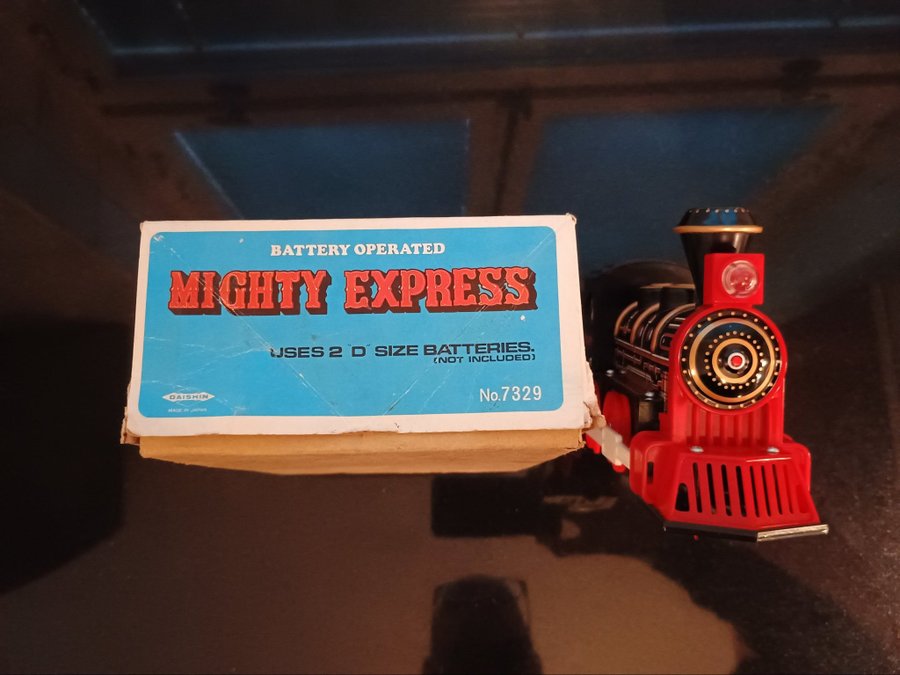 BATTERY OPERATED
MIGHTY EXPRESS
USES 2 "D" SIZE BATTERIES.
(NOT INCLUDED)
DAISHIN
MADE IN JAPAN
No.7329